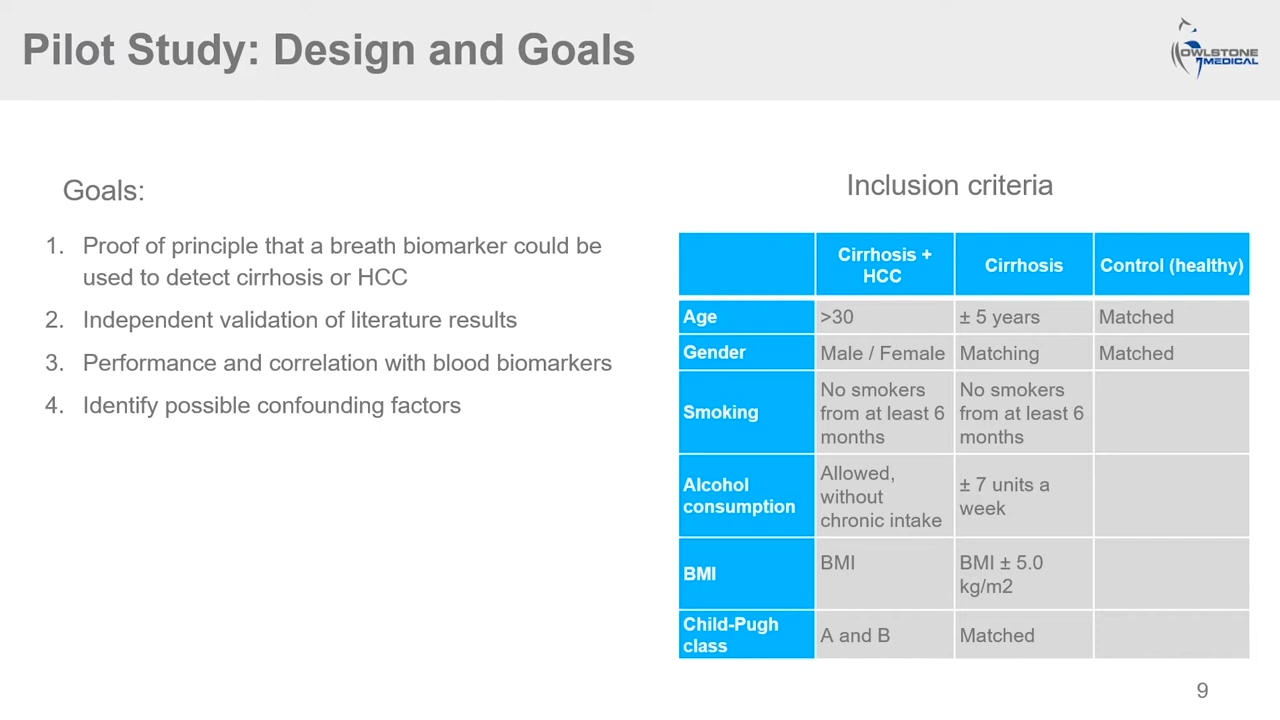 Pilot Study: Design and Goals
OWLSTONE
MEDICAL
Goals:
1. Proof of principle that a breath biomarker could be
used to detect cirrhosis or HCC
2. Independent validation of literature results
3. Performance and correlation with blood biomarkers
4. Identify possible confounding factors
Inclusion criteria
Cirrhosis +
HCC
Cirrhosis
Control (healthy)
Age
>30
± 5 years
Matched
Gender
Male / Female
Matching
Matched
Smoking
No smokers
from at least 6
months
No smokers
from at least 6
months
Alcohol
consumption
Allowed,
without
chronic intake
± 7 units a
week
BMI
BMI
BMI ± 5.0
kg/m2
Child-Pugh
class
A and B
Matched
9